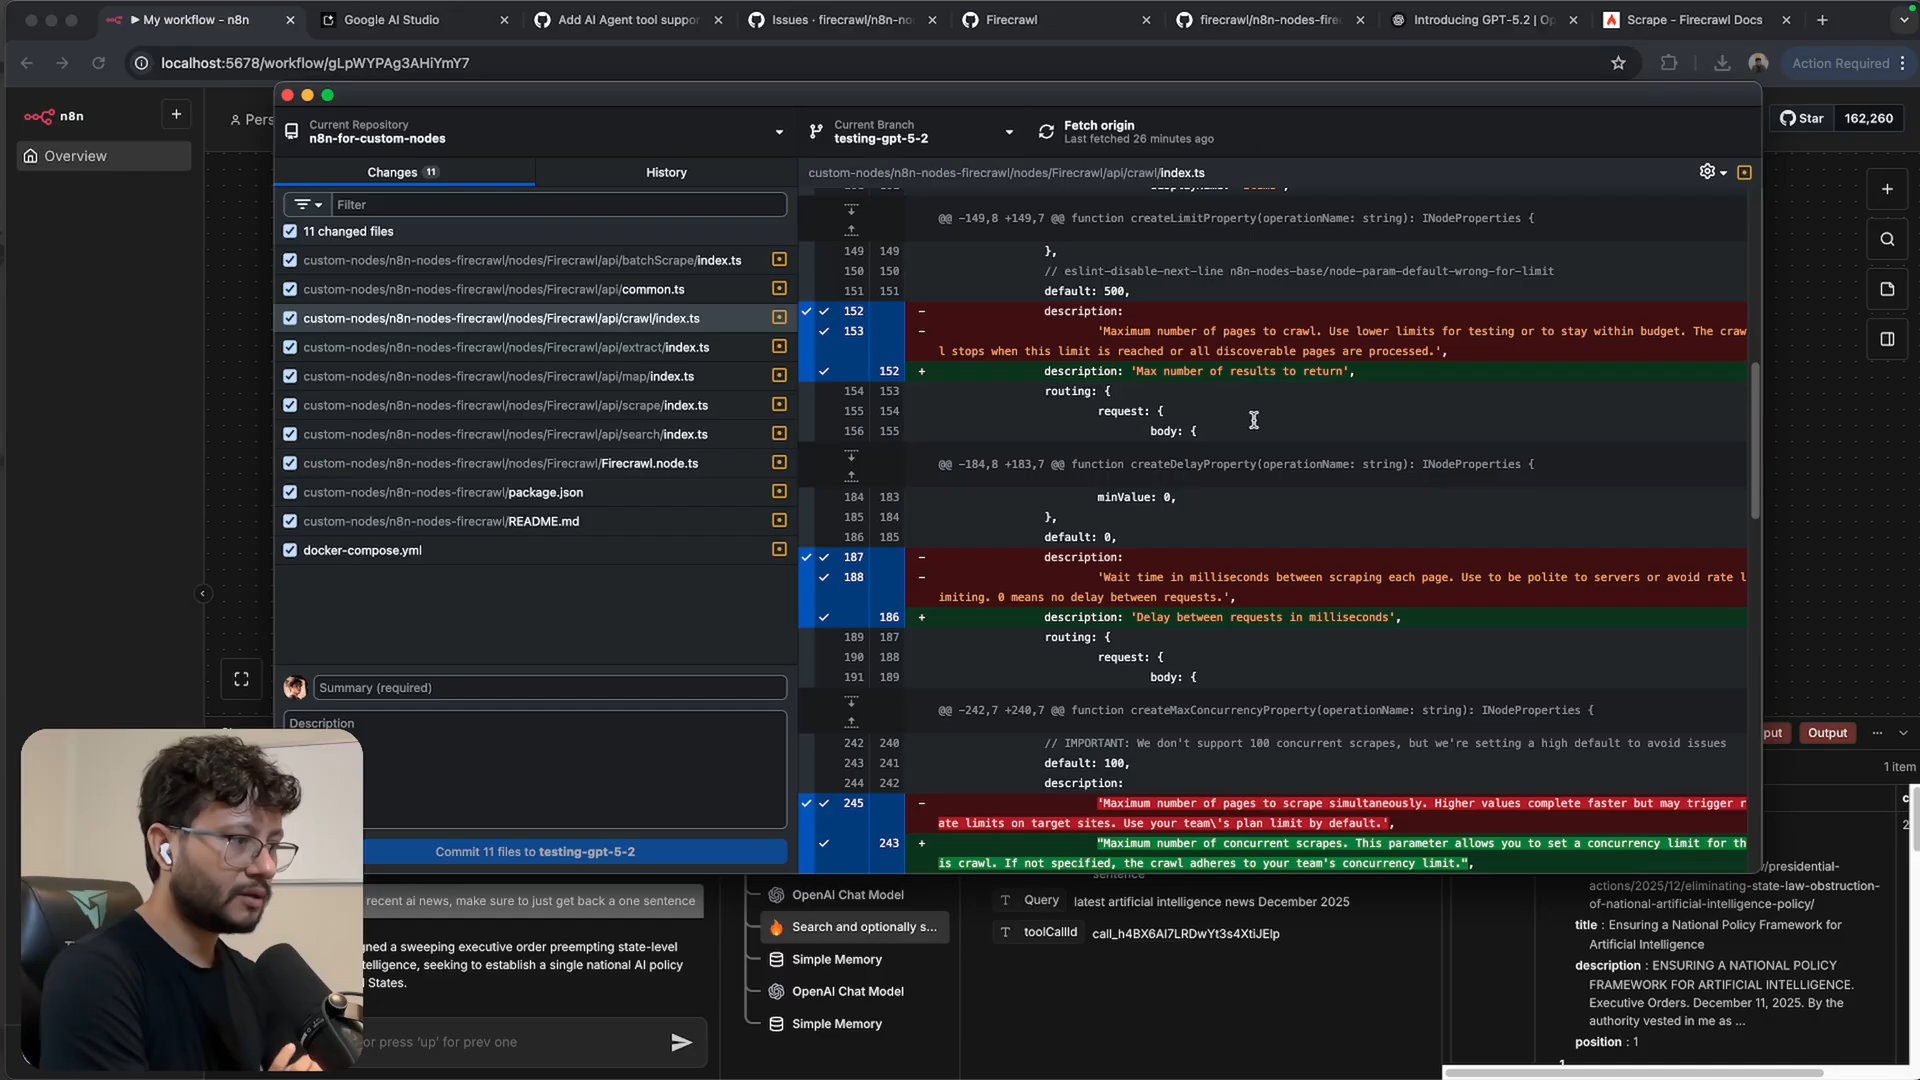 My workflow - n8n
Google AI Studio
Add AI Agent tool suppor
Issues · firecrawl/n8n-no
Firecrawl
firecrawl/n8n-nodes-fire
Introducing GPT-5.2 | Op
Scrape - Firecrawl Docs
localhost:5678/workflow/gLpWYPAg3AHiYmY7
Action Required
n8n
Pers
Overview
Star
162,260
Current Repository
n8n-for-custom-nodes
Current Branch
testing-gpt-5-2
Fetch origin
Last fetched 26 minutes ago
Changes 11
History
Filter
11 changed files
custom-nodes/n8n-nodes-firecrawl/nodes/Firecrawl/api/batchScrape/index.ts
custom-nodes/n8n-nodes-firecrawl/nodes/Firecrawl/api/common.ts
custom-nodes/n8n-nodes-firecrawl/nodes/Firecrawl/api/crawl/index.ts
custom-nodes/n8n-nodes-firecrawl/nodes/Firecrawl/api/extract/index.ts
custom-nodes/n8n-nodes-firecrawl/nodes/Firecrawl/api/map/index.ts
custom-nodes/n8n-nodes-firecrawl/nodes/Firecrawl/api/scrape/index.ts
custom-nodes/n8n-nodes-firecrawl/nodes/Firecrawl/api/search/index.ts
custom-nodes/n8n-nodes-firecrawl/nodes/Firecrawl/Firecrawl.node.ts
custom-nodes/n8n-nodes-firecrawl/package.json
custom-nodes/n8n-nodes-firecrawl/README.md
docker-compose.yml
Summary (required)
Description
Commit 11 files to testing-gpt-5-2
custom-nodes/n8n-nodes-firecrawl/nodes/Firecrawl/api/crawl/index.ts
@@ -149,8 +149,7 @@ function createLimitProperty(operationName: string): INodeProperties {
149 149 },
150 150 // eslint-disable-next-line n8n-nodes-base/node-param-default-wrong-for-limit
151 151 default: 500,
152 - description:
153 - 'Maximum number of pages to crawl. Use lower limits for testing or to stay within budget. The craw
l stops when this limit is reached or all discoverable pages are processed.',
152 + description: 'Max number of results to return',
154 153 routing: {
155 154 request: {
156 155 body: {
@@ -184,8 +183,7 @@ function createDelayProperty(operationName: string): INodeProperties {
184 183 minValue: 0,
185 184 },
186 185 default: 0,
187 - description:
188 - 'Wait time in milliseconds between scraping each page. Use to be polite to servers or avoid rate l
imiting. 0 means no delay between requests.',
186 + description: 'Delay between requests in milliseconds',
189 187 routing: {
190 188 request: {
191 189 body: {
@@ -242,7 +240,7 @@ function createMaxConcurrencyProperty(operationName: string): INodeProperties {
242 240 // IMPORTANT: We don't support 100 concurrent scrapes, but we're setting a high default to avoid issues
243 241 default: 100,
244 242 description:
245 - 'Maximum number of pages to scrape simultaneously. Higher values complete faster but may trigger r
ate limits on target sites. Use your team\'s plan limit by default.',
243 + "Maximum number of concurrent scrapes. This parameter allows you to set a concurrency limit for th
is crawl. If not specified, the crawl adheres to your team's concurrency limit.",
put
Output
1 item
recent ai news, make sure to just get back a one sentence
gned a sweeping executive order preempting state-level
telligence, seeking to establish a single national AI policy
d States.
or press 'up' for prev one
OpenAI Chat Model
Search and optionally s...
Simple Memory
OpenAI Chat Model
Simple Memory
sentence
T Query latest artificial intelligence news December 2025
T toolCallId call_h4BX6AI7LRDwYt3s4XtiJEIp
c
2
/presidential-
actions/2025/12/eliminating-state-law-obstruction-
of-national-artificial-intelligence-policy/
title : Ensuring a National Policy Framework for
Artificial Intelligence
description : ENSURING A NATIONAL POLICY
FRAMEWORK FOR ARTIFICIAL INTELLIGENCE.
Executive Orders. December 11, 2025. By the
authority vested in me as ...
position : 1
1